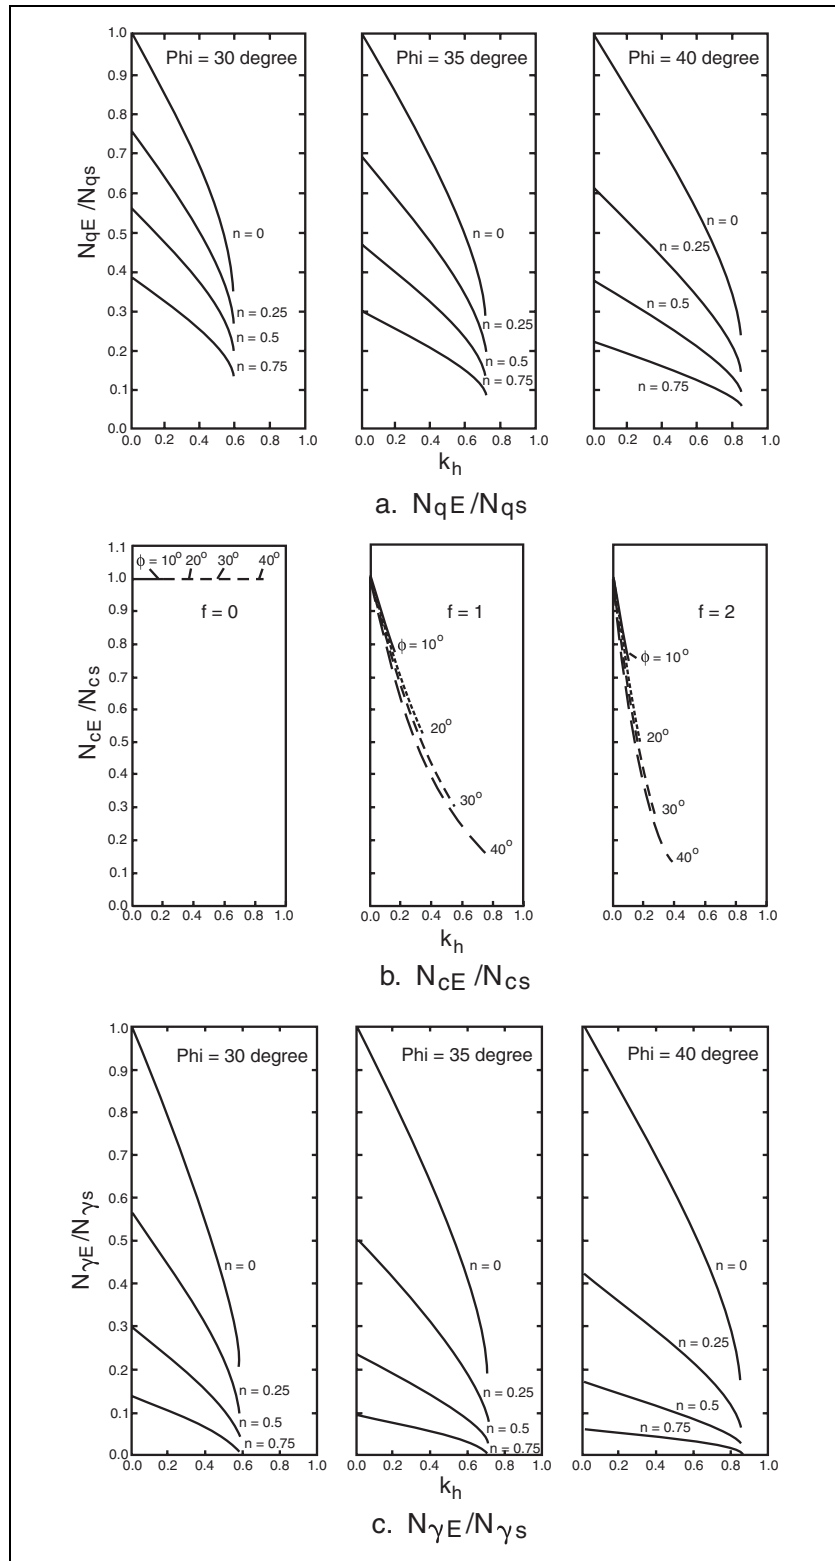 Phi = 30 degree
Phi = 35 degree
Phi = 40 degree
NqE/Nqs
1.0
0.9
0.8
0.7
0.6
0.5
0.4
0.3
0.2
0.1
0.0
n = 0
n = 0.25
n = 0.5
n = 0.75
n = 0
n = 0.25
n = 0.5
n = 0.75
n = 0
n = 0.25
n = 0.5
n = 0.75
0.0 0.2 0.4 0.6 0.8 1.0
0.0 0.2 0.4 0.6 0.8 1.0
0.0 0.2 0.4 0.6 0.8 1.0
kh
a. NqE/Nqs
NcE/Ncs
1.1
1.0
0.9
0.8
0.7
0.6
0.5
0.4
0.3
0.2
0.1
0.0
ϕ = 10° 20° 30° 40°
f = 0
f = 1
ϕ = 10°
20°
30°
40°
f = 2
ϕ = 10°
20°
30°
40°
0.0 0.2 0.4 0.6 0.8 1.0
0.0 0.2 0.4 0.6 0.8 1.0
0.0 0.2 0.4 0.6 0.8 1.0
kh
b. NcE/Ncs
Phi = 30 degree
Phi = 35 degree
Phi = 40 degree
NγE/Nγs
1.0
0.9
0.8
0.7
0.6
0.5
0.4
0.3
0.2
0.1
0.0
n = 0
n = 0.25
n = 0.5
n = 0.75
n = 0
n = 0.25
n = 0.5
n = 0.75
n = 0
n = 0.25
n = 0.5
n = 0.75
0.0 0.2 0.4 0.6 0.8 1.0
0.0 0.2 0.4 0.6 0.8 1.0
0.0 0.2 0.4 0.6 0.8 1.0
kh
c. NγE/Nγs